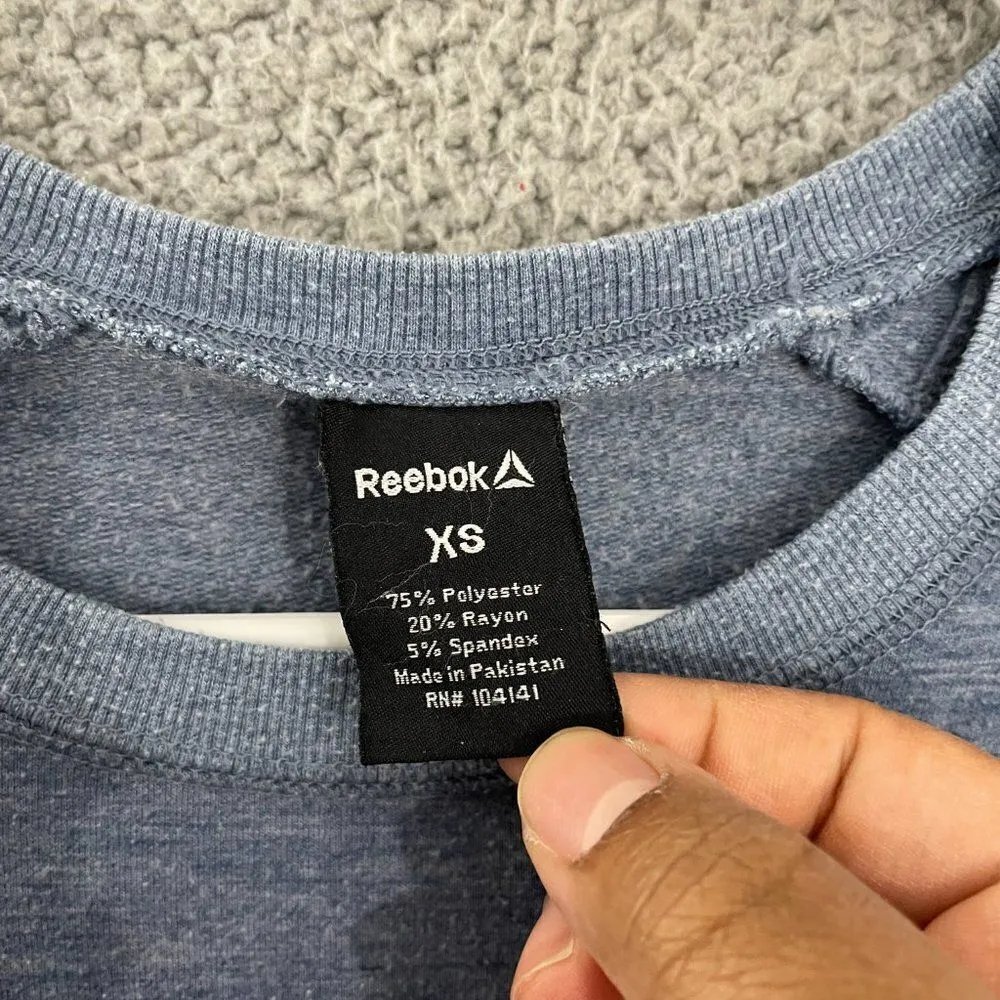 Reebok
XS
75% Polyester
20% Rayon
5% Spandex
Made in Pakistan
RN# 104141